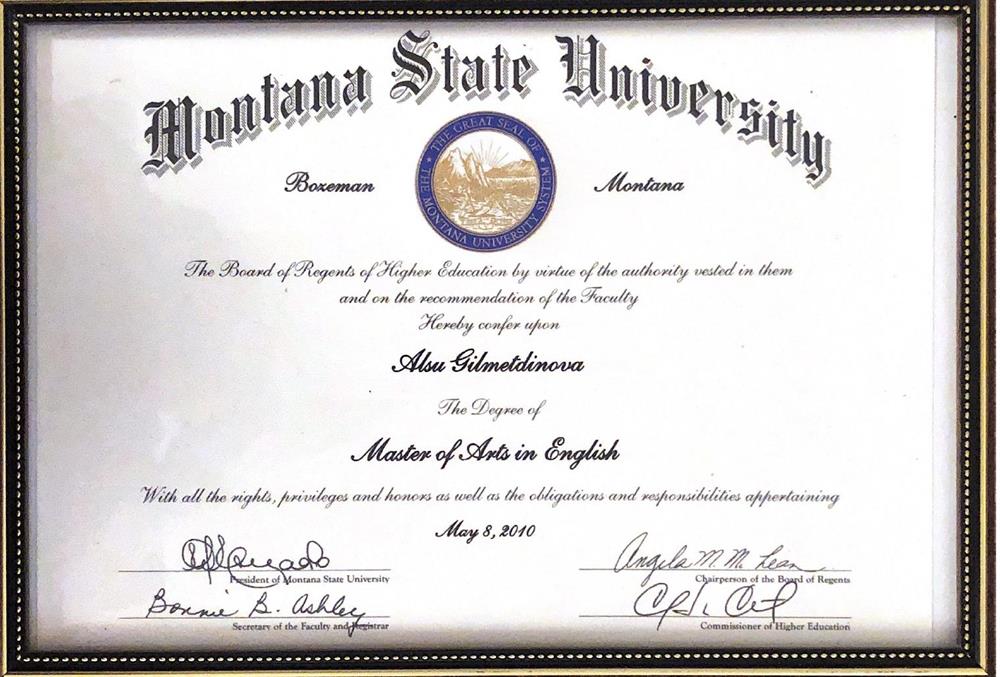 Montana State University
Bozeman
Montana
THE GREAT SEAL OF THE MONTANA UNIVERSITY SYSTEM
The Board of Regents of Higher Education by virtue of the authority vested in them
and on the recommendation of the Faculty
Hereby confer upon
Alsu Gilmetdinova
The Degree of
Master of Arts in English
With all the rights, privileges and honors as well as the obligations and responsibilities appertaining
May 8, 2010
Angela M. McLean
President of Montana State University
Chairperson of the Board of Regents
Bonnie B. Ashley
Secretary of the Faculty and Registrar
Commissioner of Higher Education